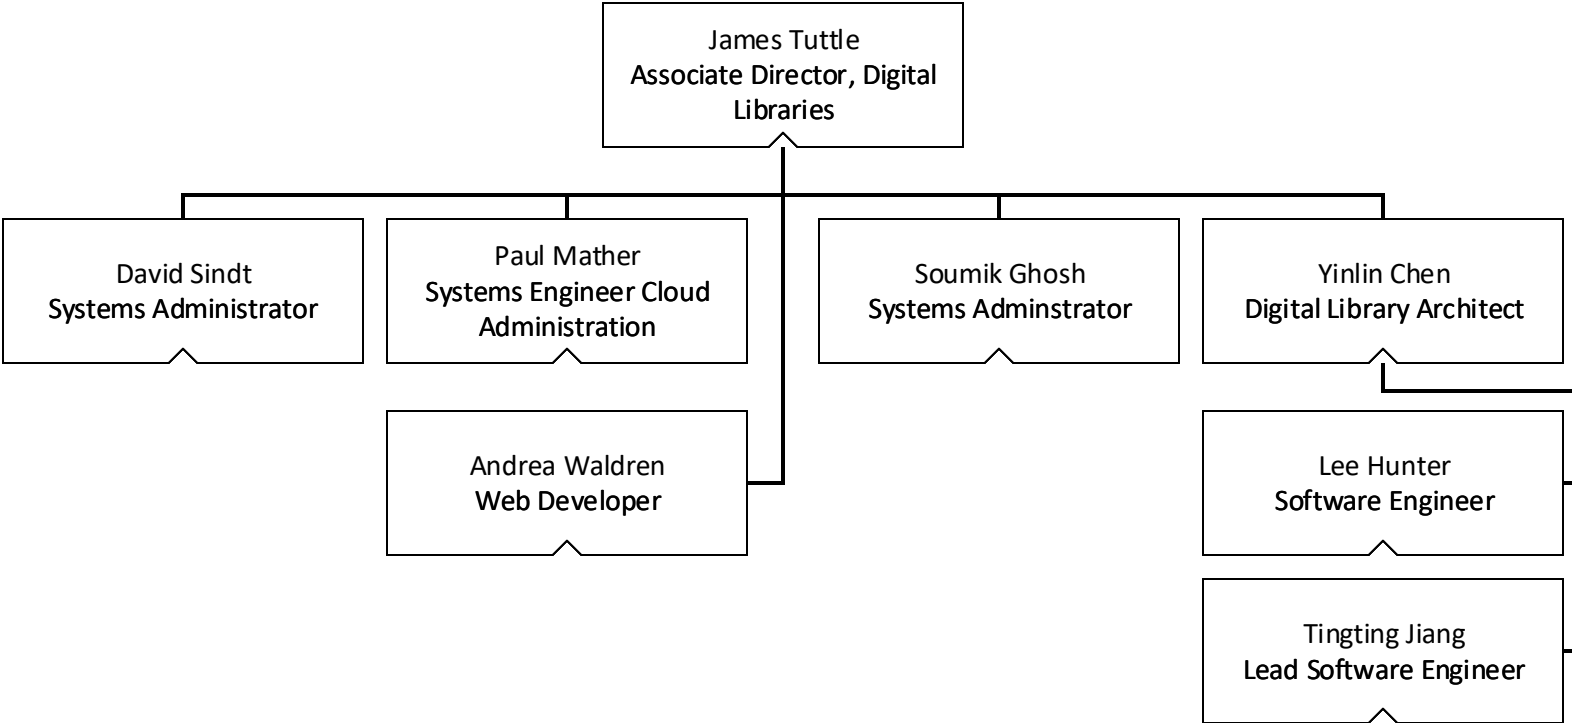 James Tuttle
Associate Director, Digital
Libraries
David Sindt
Systems Administrator
Paul Mather
Systems Engineer Cloud
Administration
Soumik Ghosh
Systems Adminstrator
Yinlin Chen
Digital Library Architect
Andrea Waldren
Web Developer
Lee Hunter
Software Engineer
Tingting Jiang
Lead Software Engineer